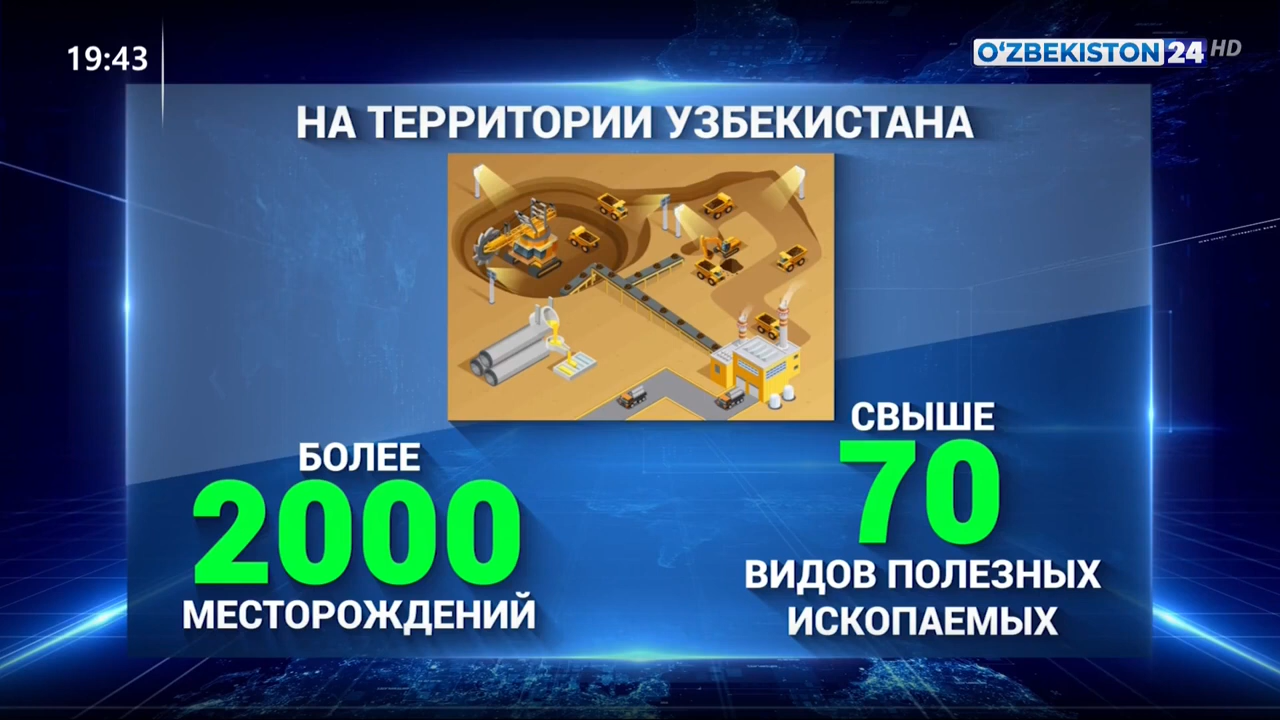 19:43
O‘ZBEKISTON 24 HD
НА ТЕРРИТОРИИ УЗБЕКИСТАНА
БОЛЕЕ
2000
МЕСТОРОЖДЕНИЙ
СВЫШЕ
70
ВИДОВ ПОЛЕЗНЫХ
ИСКОПАЕМЫХ